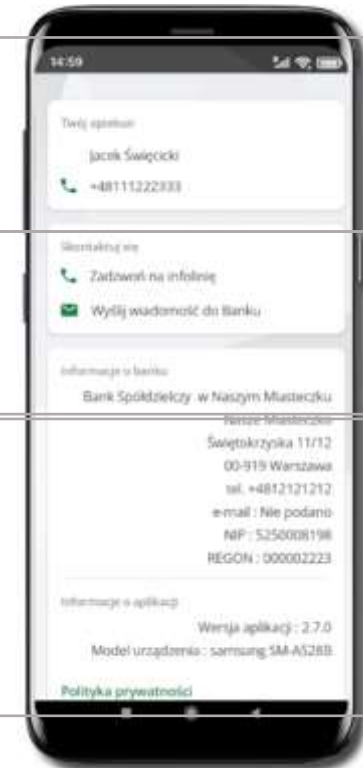 14:59
Twój opiekun
Jacek Święcicki
+48111222333
Skontaktuj się
Zadzwoń na infolinię
Wyślij wiadomość do Banku
Informacje o banku
Bank Spółdzielczy w Naszym Miasteczku
Nasze Miasteczko
Świętokrzyska 11/12
00-919 Warszawa
tel. +4812121212
e-mail : Nie podano
NIP : 5250008198
REGON : 000002223
Informacje o aplikacji
Wersja aplikacji : 2.7.0
Model urządzenia : samsung SM-A528B
Polityka prywatności